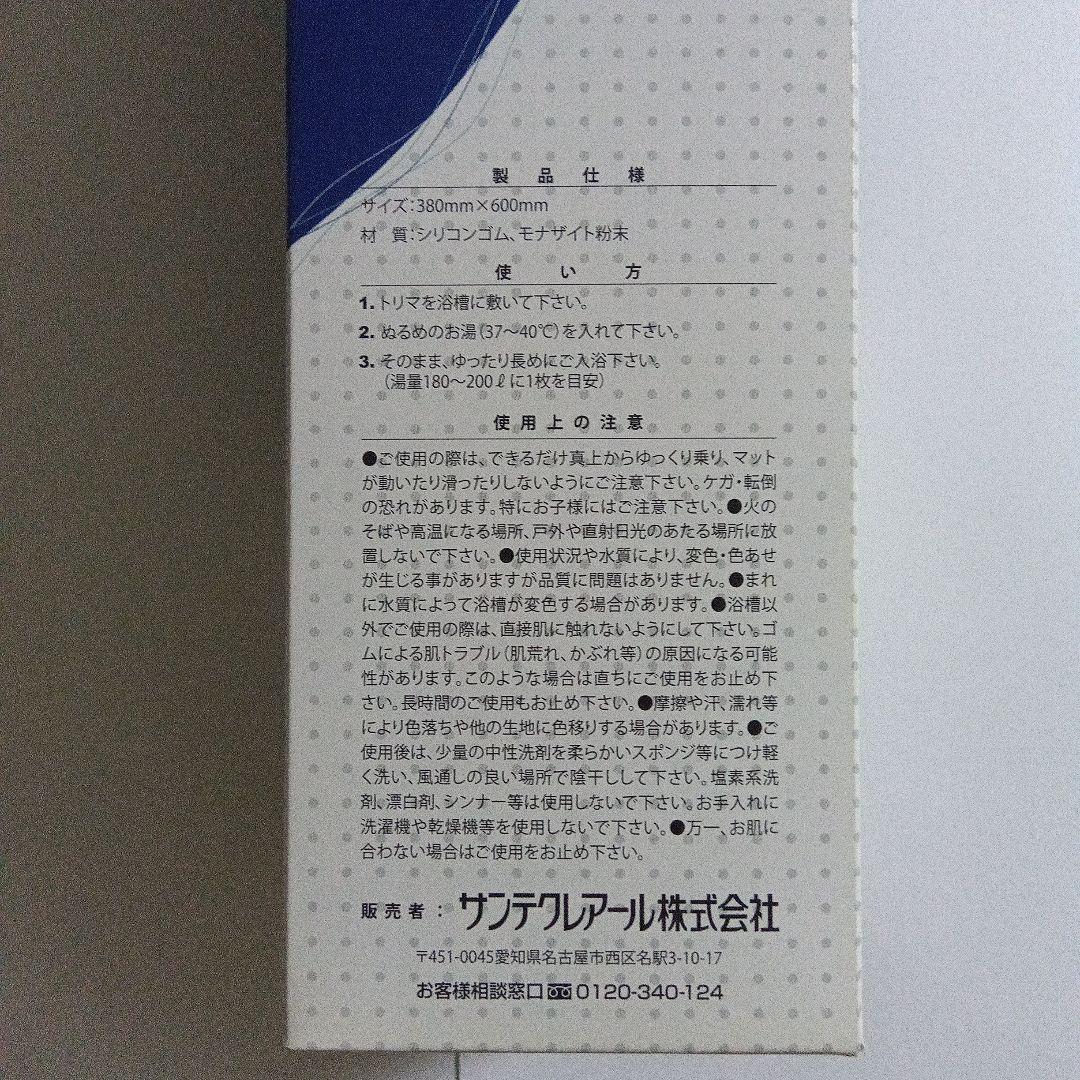 製品仕様
サイズ:380mm×600mm
材 質:シリコンゴム、モナザイト粉末
使い方
1. トリマを浴槽に敷いて下さい。
2. ぬるめのお湯(37〜40℃)を入れて下さい。
3. そのまま、ゆったり長めにご入浴下さい。
(湯量180〜200ℓに1枚を目安)
使用上の注意
●ご使用の際は、できるだけ真上からゆっくり乗り、マット
が動いたり滑ったりしないようにご注意下さい。ケガ・転倒
の恐れがあります。特にお子様にはご注意下さい。●火の
そばや高温になる場所、戸外や直射日光のあたる場所に放
置しないで下さい。●使用状況や水質により、変色・色あせ
が生じる事がありますが品質に問題はありません。●まれ
に水質によって浴槽が変色する場合があります。●浴槽以
外でご使用の際は、直接肌に触れないようにして下さい。ゴ
ムによる肌トラブル(肌荒れ、かぶれ等)の原因になる可能
性があります。このような場合は直ちにご使用をお止め下
さい。長時間のご使用もお止め下さい。●摩擦や汗、濡れ等
により色落ちや他の生地に色移りする場合があります。●ご
使用後は、少量の中性洗剤を柔らかいスポンジ等につけ軽
く洗い、風通しの良い場所で陰干しして下さい。塩素系洗
剤、漂白剤、シンナー等は使用しないで下さい。お手入れに
洗濯機や乾燥機等を使用しないで下さい。●万一、お肌に
合わない場合はご使用をお止め下さい。
販売者:サンテクレアール株式会社
〒451-0045愛知県名古屋市西区名駅3-10-17
お客様相談窓口 0120-340-124